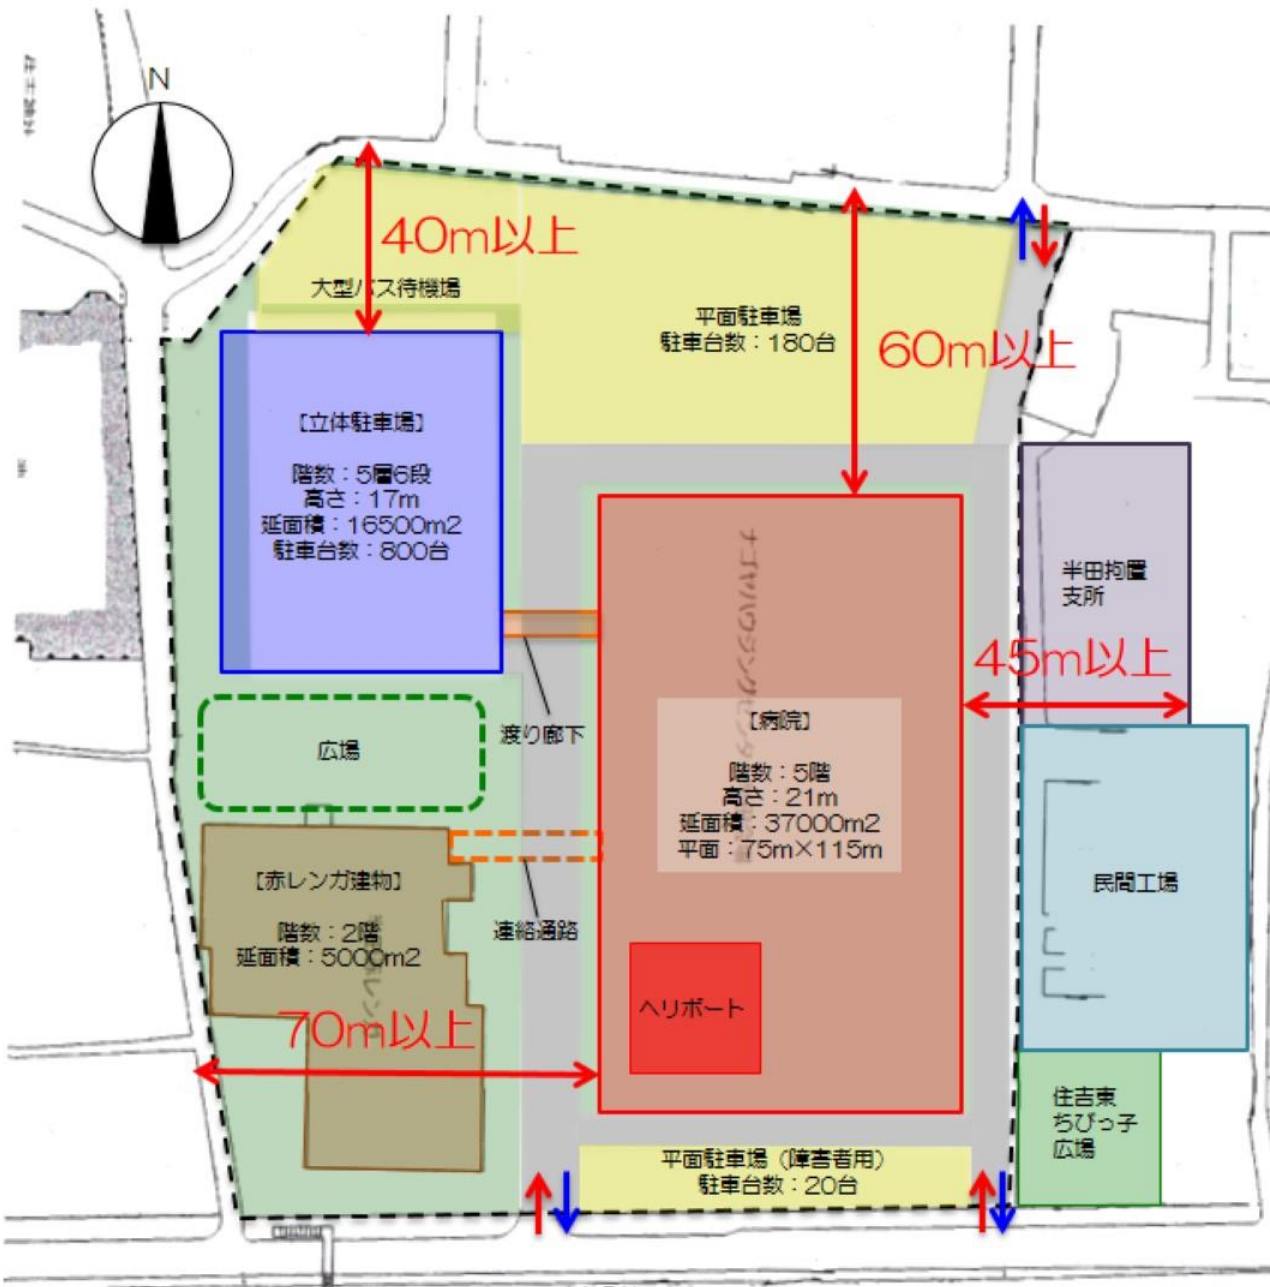 N
40m以上
大型バス待機場
平面駐車場
駐車台数：180台
60m以上
【立体駐車場】
階数：5層6段
高さ：17m
延面積：16500m2
駐車台数：800台
半田拘置
支所
45m以上
渡り廊下
【病院】
階数：5階
高さ：21m
延面積：37000m2
平面：75m×115m
広場
【赤レンガ建物】
階数：2階
延面積：5000m2
連絡通路
民間工場
ヘリポート
70m以上
住吉東
ちびっ子
広場
平面駐車場（障害者用）
駐車台数：20台